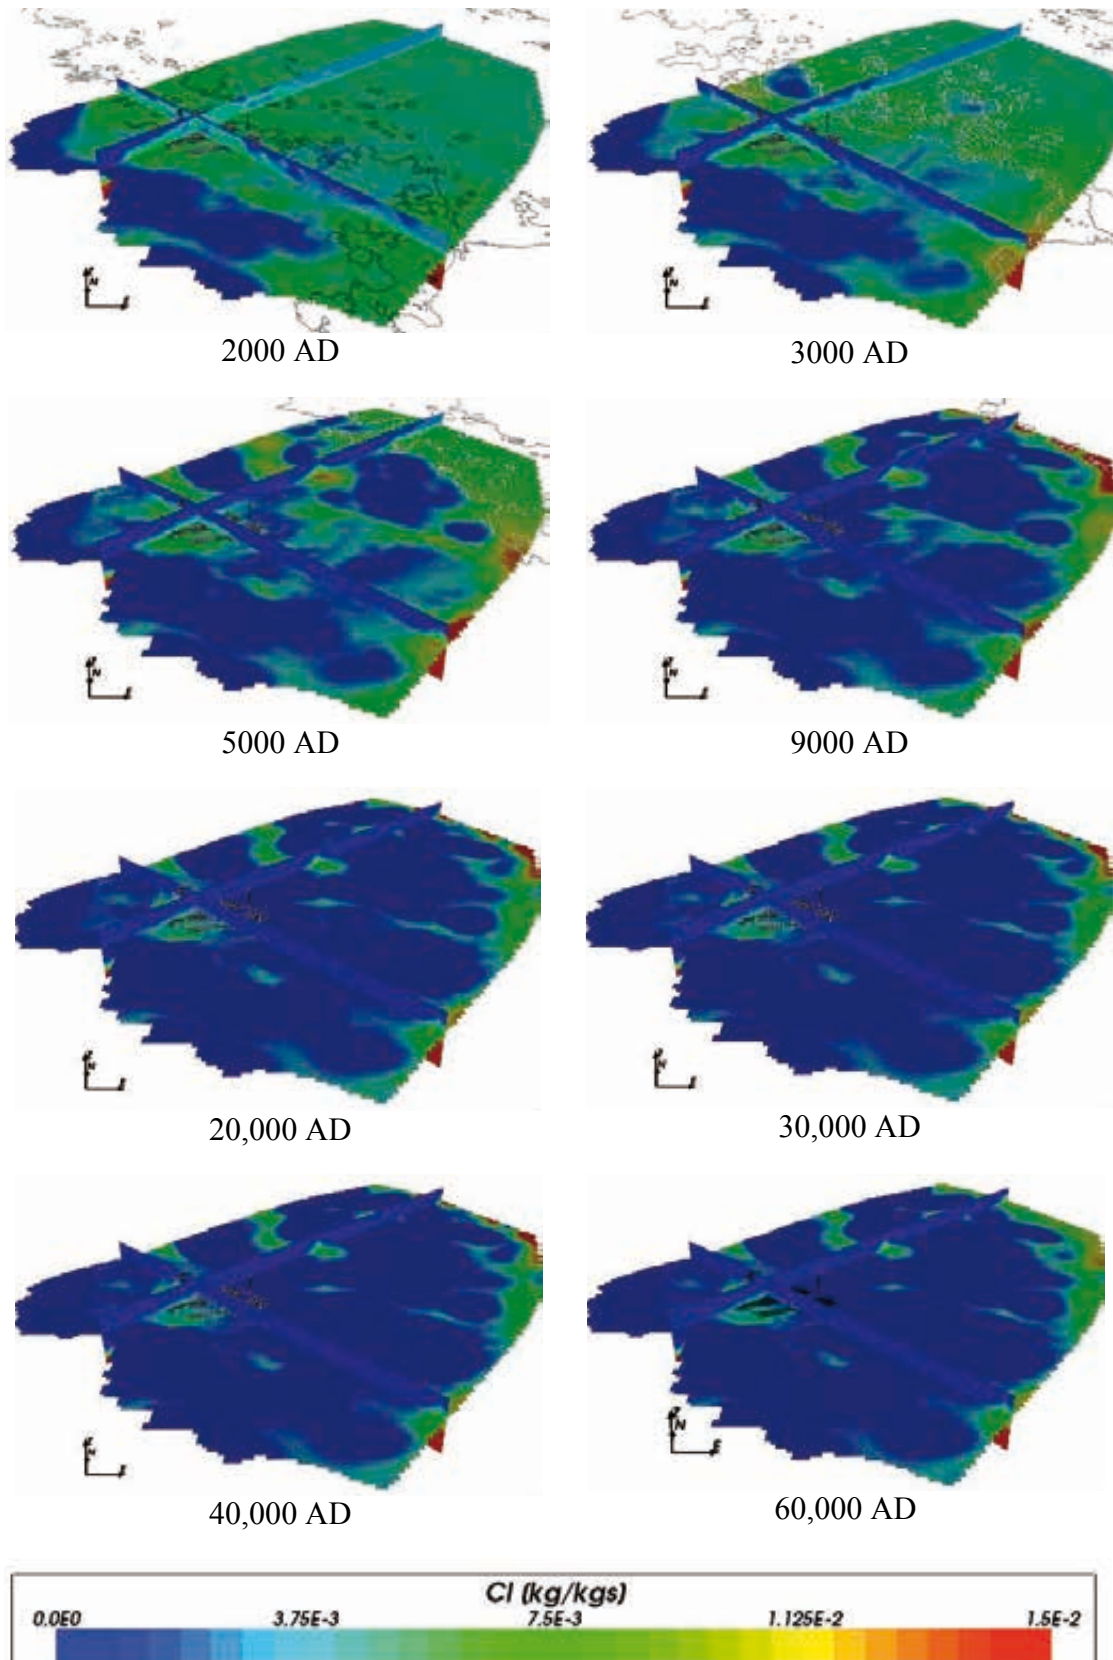 2000 AD
3000 AD
5000 AD
9000 AD
20,000 AD
30,000 AD
40,000 AD
60,000 AD
Cl (kg/kgs)
0.0E0 3.75E-3 7.5E-3 1.125E-2 1.5E-2